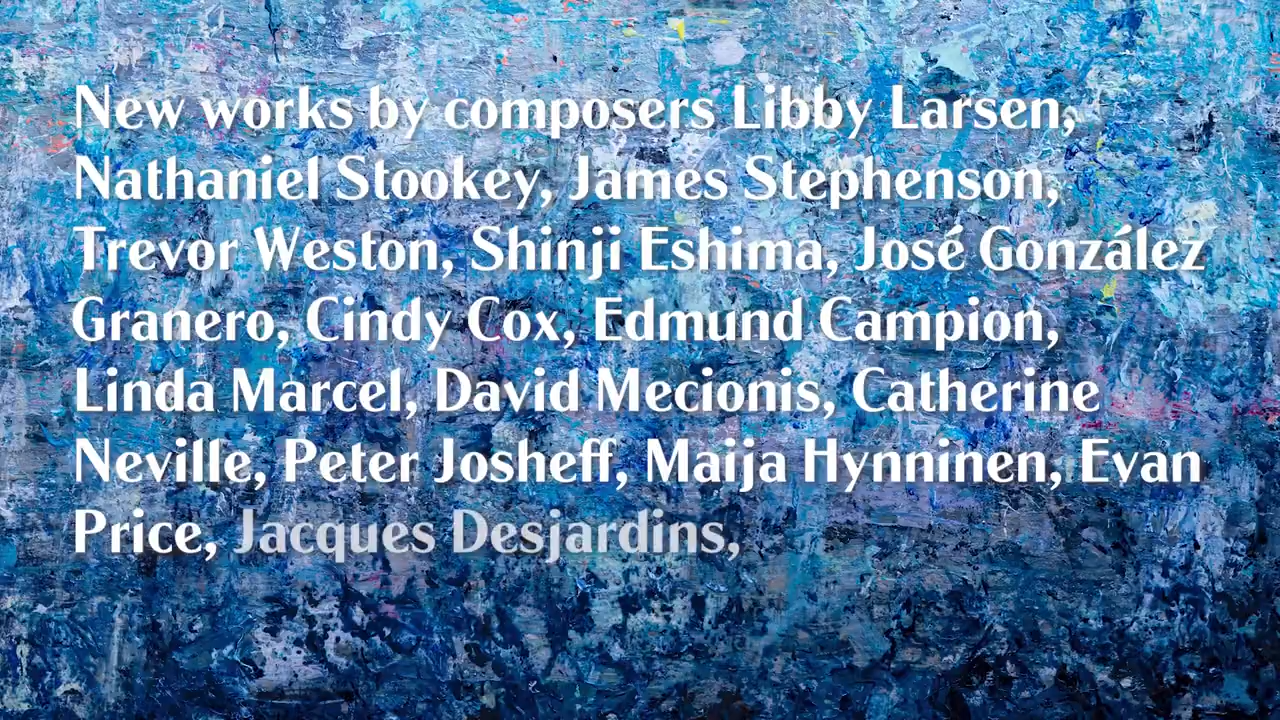 New works by composers Libby Larsen,
Nathaniel Stookey, James Stephenson,
Trevor Weston, Shinji Eshima, José González
Granero, Cindy Cox, Edmund Campion,
Linda Marcel, David Mecionis, Catherine
Neville, Peter Josheff, Maija Hynninen, Evan
Price, Jacques Desjardins,